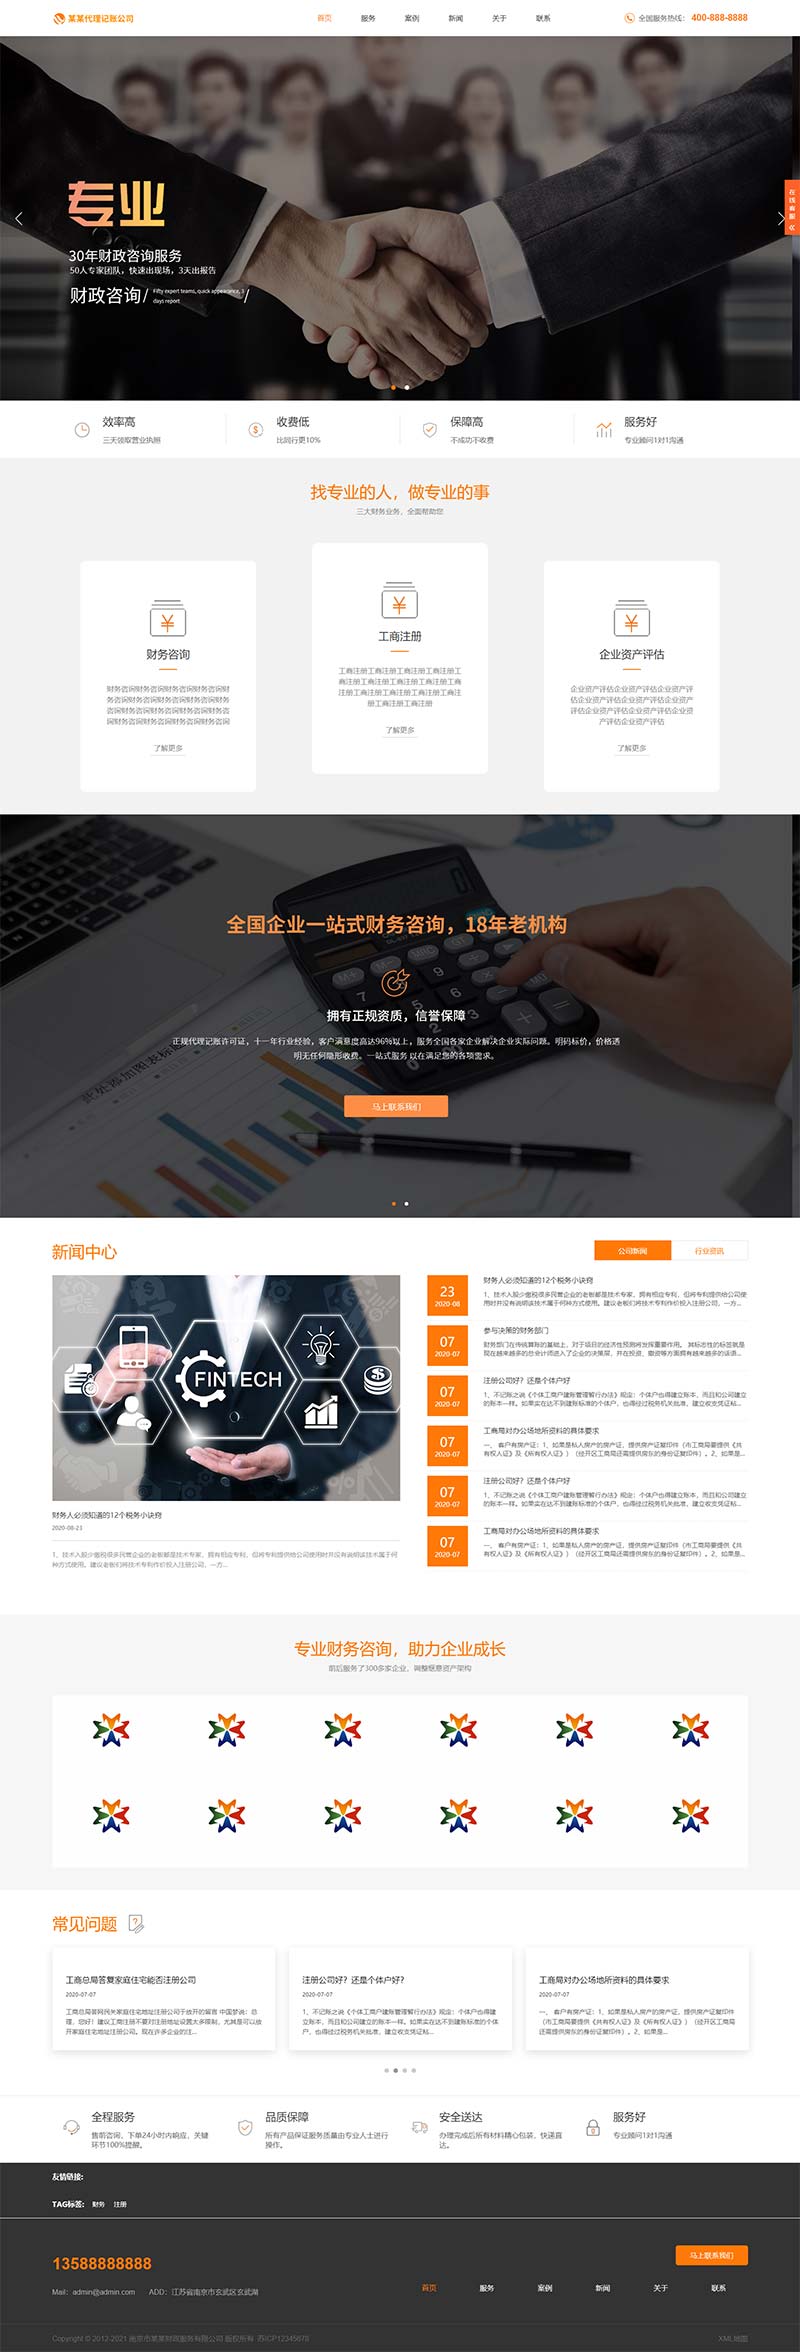 某某代理记账公司
首页 服务 案例 新闻 关于 联系
全国服务热线： 400-888-8888
专业
30年财政咨询服务
50人专家团队，快速出现场，3天出报告
财政咨询/ Fifty expert teams, quick appearance, 3
days report /
在线客服
效率高
三天领取营业执照
收费低
比同行更10%
保障高
不成功不收费
服务好
专业顾问1对1沟通
找专业的人，做专业的事
三大财务业务，全面帮助您
财务咨询
财务咨询财务咨询财务咨询财务咨询财
务咨询财务咨询财务咨询财务咨询财务
咨询财务咨询财务咨询财务咨询财务咨
询财务咨询财务咨询财务咨询财务咨询
了解更多
工商注册
工商注册工商注册工商注册工商注册工
商注册工商注册工商注册工商注册工商
注册工商注册工商注册工商注册工商注
册工商注册工商注册
了解更多
企业资产评估
企业资产评估企业资产评估企业资产评
估企业资产评估企业资产评估企业资产
评估企业资产评估企业资产评估企业资
产评估企业资产评估
了解更多
全国企业一站式财务咨询，18年老机构
拥有正规资质，信誉保障
正规代理记账许可证，十一年行业经验，客户满意度高达96%以上，服务全国各家企业解决企业实际问题。明码标价，价格透
明无任何隐形收费。一站式服务 以在满足您的各项需求。
马上联系我们
此处添加图表标
新闻中心
公司新闻 行业资讯
FINTECH
财务人必须知道的12个税务小诀窍
2020-08-23
1、技术入股少缴税很多民营企业的老板都是技术专家，拥有相应专利，但将专利提供给公司使用时并没有说明该技术属于何
种方式使用。建议老板们将技术专利作价投入注册公司，一方...
23
2020-08
财务人必须知道的12个税务小诀窍
1、技术入股少缴税很多民营企业的老板都是技术专家，拥有相应专利，但将专利提供给公司使
用时并没有说明该技术属于何种方式使用。建议老板们将技术专利作价投入注册公司，一方...
07
2020-07
参与决策的财务部门
财务部门在传统算账的基础上，对于项目的经济性预测将发挥重要作用。 其标志性的标签就是
现在越来越多的总会计师进入了企业的决策层，并在投资、撤资等方面拥有越来越多的话语...
07
2020-07
注册公司好？还是个体户好
1、不记账之说《个体工商户建账管理暂行办法》规定：个体户也得建立账本，而且和公司建立
的账本一样。如果实在达不到建账标准的个体户，也得经过税务机关批准，建立收支凭证粘...
07
2020-07
工商局对办公场地所资料的具体要求
一、 客户有房产证：1、如果是私人房产的房产证，提供房产证复印件（市工商局要提供《共
有权人证》及《所有权人证》）（经开区工商局还需提供房东的身份证复印件）。2、如果是...
07
2020-07
注册公司好？还是个体户好
1、不记账之说《个体工商户建账管理暂行办法》规定：个体户也得建立账本，而且和公司建立
的账本一样。如果实在达不到建账标准的个体户，也得经过税务机关批准，建立收支凭证粘...
07
2020-07
工商局对办公场地所资料的具体要求
一、 客户有房产证：1、如果是私人房产的房产证，提供房产证复印件（市工商局要提供《共
有权人证》及《所有权人证》）（经开区工商局还需提供房东的身份证复印件）。2、如果是...
专业财务咨询，助力企业成长
前后服务了300多家企业，调整惬意资产架构
常见问题
工商总局答复家庭住宅能否注册公司
2020-07-07
工商总局答网民关家庭住宅地址注册公司于放开的留言 中国梦说：总
理，您好！建议工商注册不要对注册地址设置太多限制，尤其是可以放
开家庭住宅地址注册公司。现在许多企业的注...
注册公司好？还是个体户好？
2020-07-07
1、不记账之说《个体工商户建账管理暂行办法》规定：个体户也得建
立账本，而且和公司建立的账本一样。如果实在达不到建账标准的个体
户，也得经过税务机关批准，建立收支凭证粘...
工商局对办公场地所资料的具体要求
2020-07-07
一、 客户有房产证：1、如果是私人房产的房产证，提供房产证复印件
（市工商局要提供《共有权人证》及《所有权人证》）（经开区工商局
还需提供房东的身份证复印件）。2、如果是...
全程服务
售前咨询、下单24小时内响应，关键
环节100%提醒。
品质保障
所有产品保证服务质量由专业人士进行
操作。
安全送达
办理完成后所有材料精心包装，快递直
达。
服务好
专业顾问1对1沟通
友情链接:
TAG标签: 财务 注册
13588888888
马上联系我们
Mail：admin@admin.com ADD：江苏省南京市玄武区玄武湖
首页 服务 案例 新闻 关于 联系
Copyright © 2012-2021 南京市某某财政服务有限公司 版权所有 苏ICP12345678
XML地图